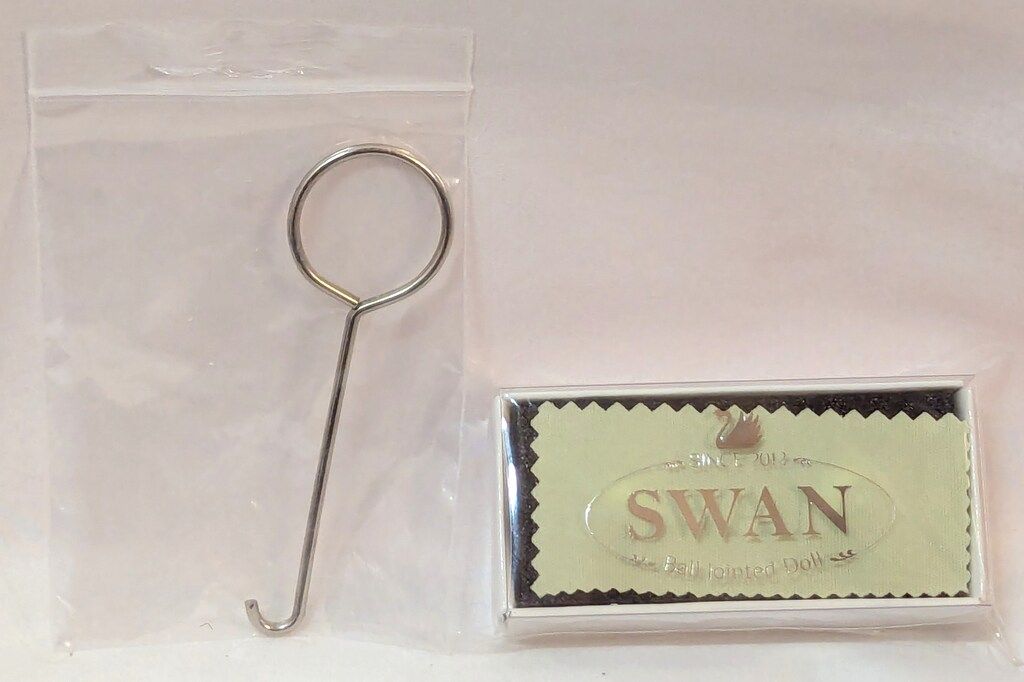 SINCE 2013
SWAN
Ball Jointed Doll